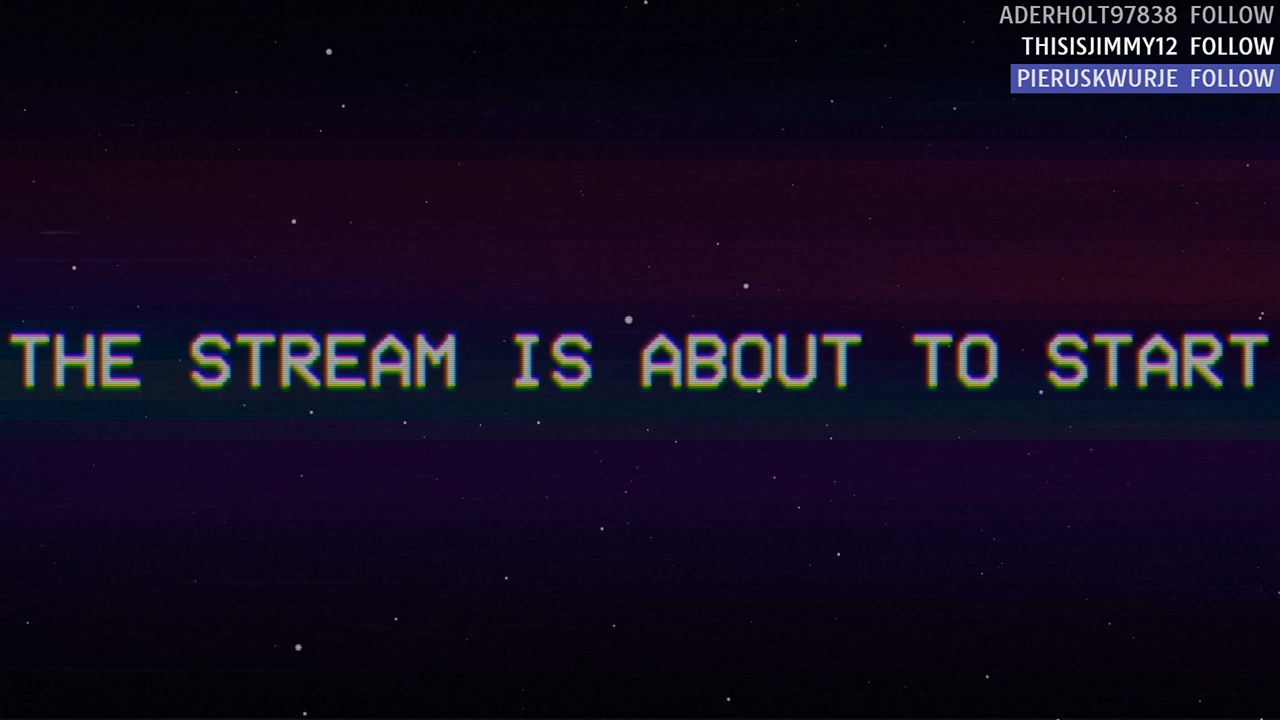 ADERHOLT97838 FOLLOW
THISISJIMMY12 FOLLOW
PIERUSKWURJE FOLLOW
THE STREAM IS ABOUT TO START